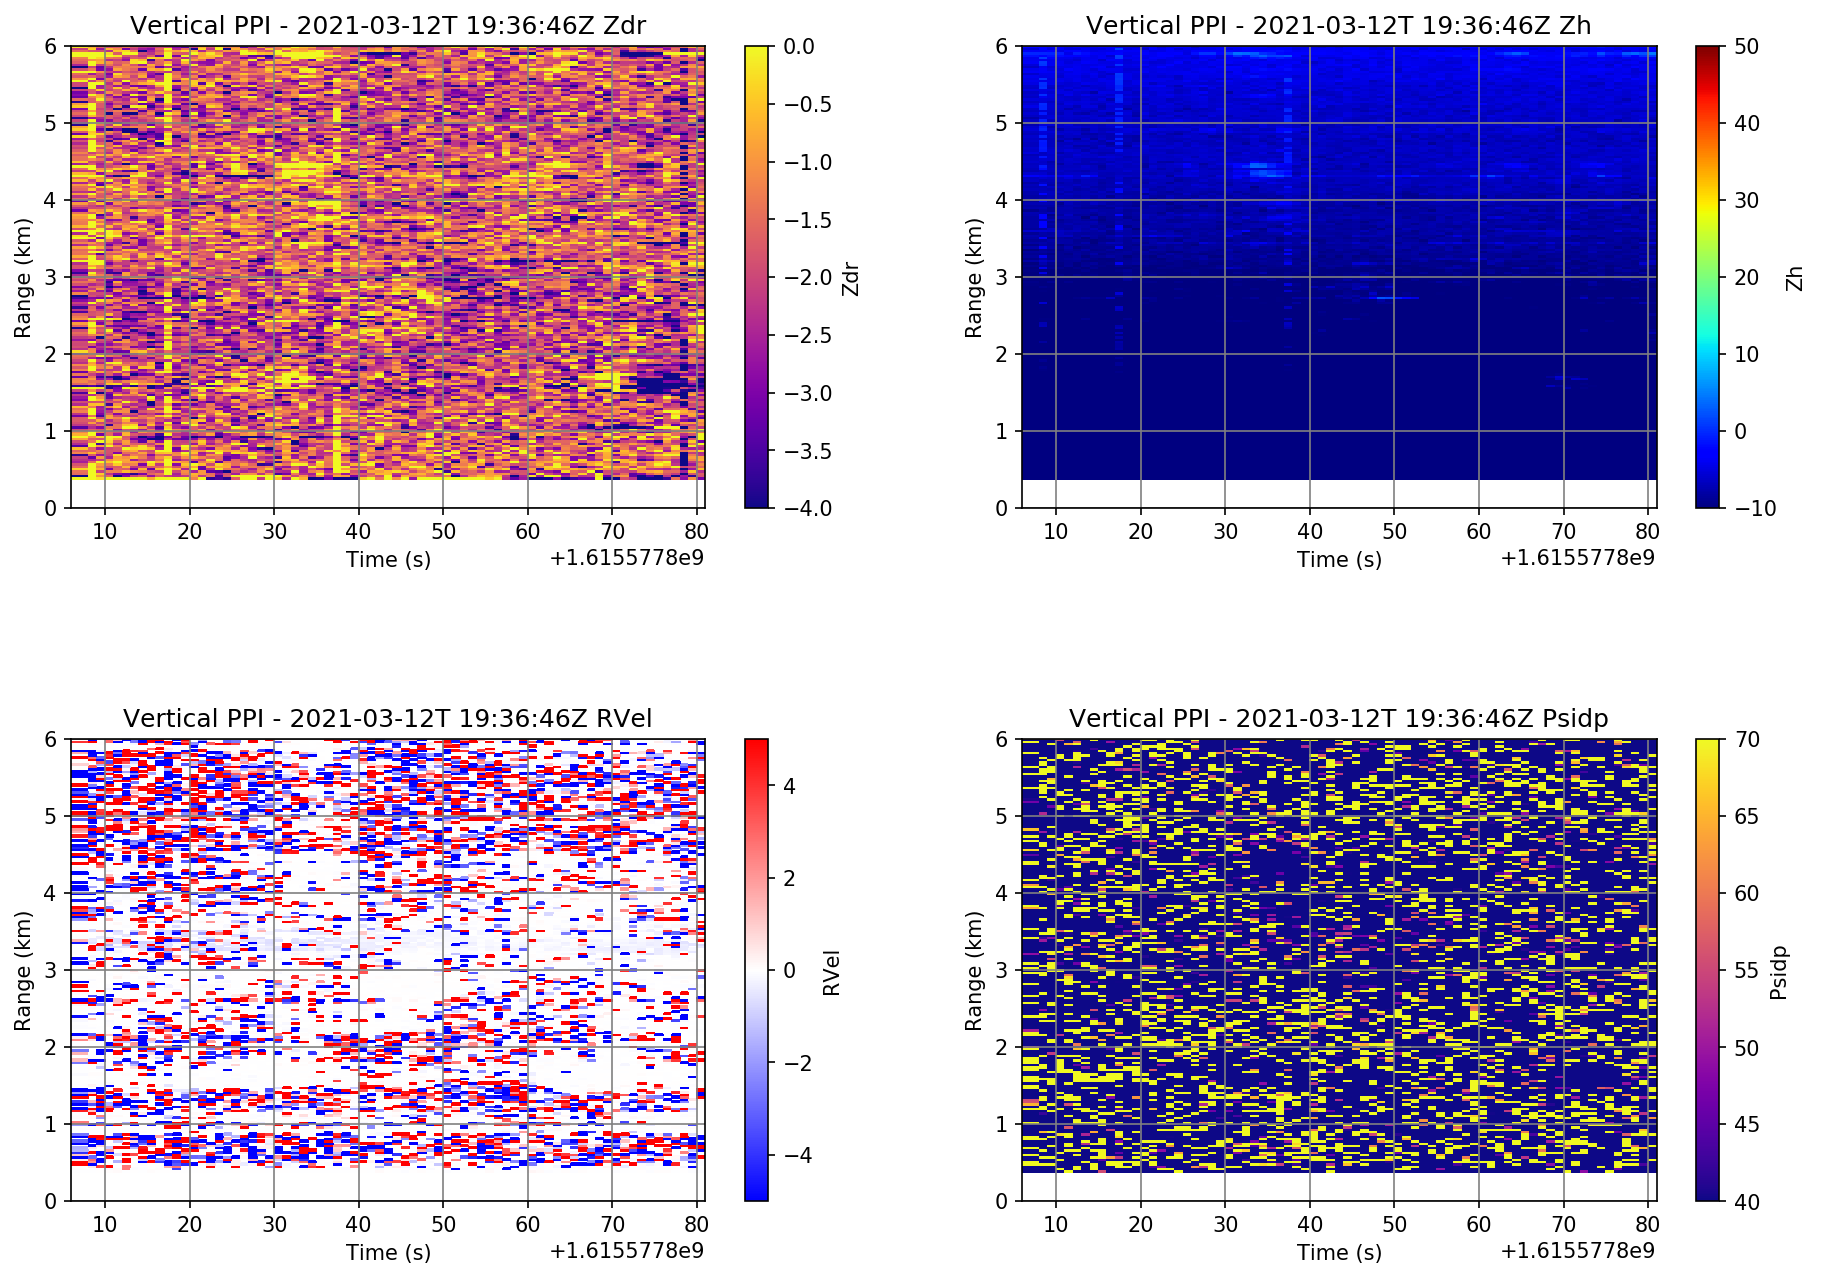 Vertical PPI - 2021-03-12T 19:36:46Z Zdr
6
5
4
3
2
1
0
Range (km)
10 20 30 40 50 60 70 80
Time (s)
+1.6155778e9
0.0
−0.5
−1.0
−1.5
−2.0
−2.5
−3.0
−3.5
−4.0
Zdr
Vertical PPI - 2021-03-12T 19:36:46Z Zh
6
5
4
3
2
1
0
Range (km)
10 20 30 40 50 60 70 80
Time (s)
+1.6155778e9
50
40
30
20
10
0
−10
Zh
Vertical PPI - 2021-03-12T 19:36:46Z RVel
6
5
4
3
2
1
0
Range (km)
10 20 30 40 50 60 70 80
Time (s)
+1.6155778e9
4
2
0
−2
−4
RVel
Vertical PPI - 2021-03-12T 19:36:46Z Psidp
6
5
4
3
2
1
0
Range (km)
10 20 30 40 50 60 70 80
Time (s)
+1.6155778e9
70
65
60
55
50
45
40
Psidp